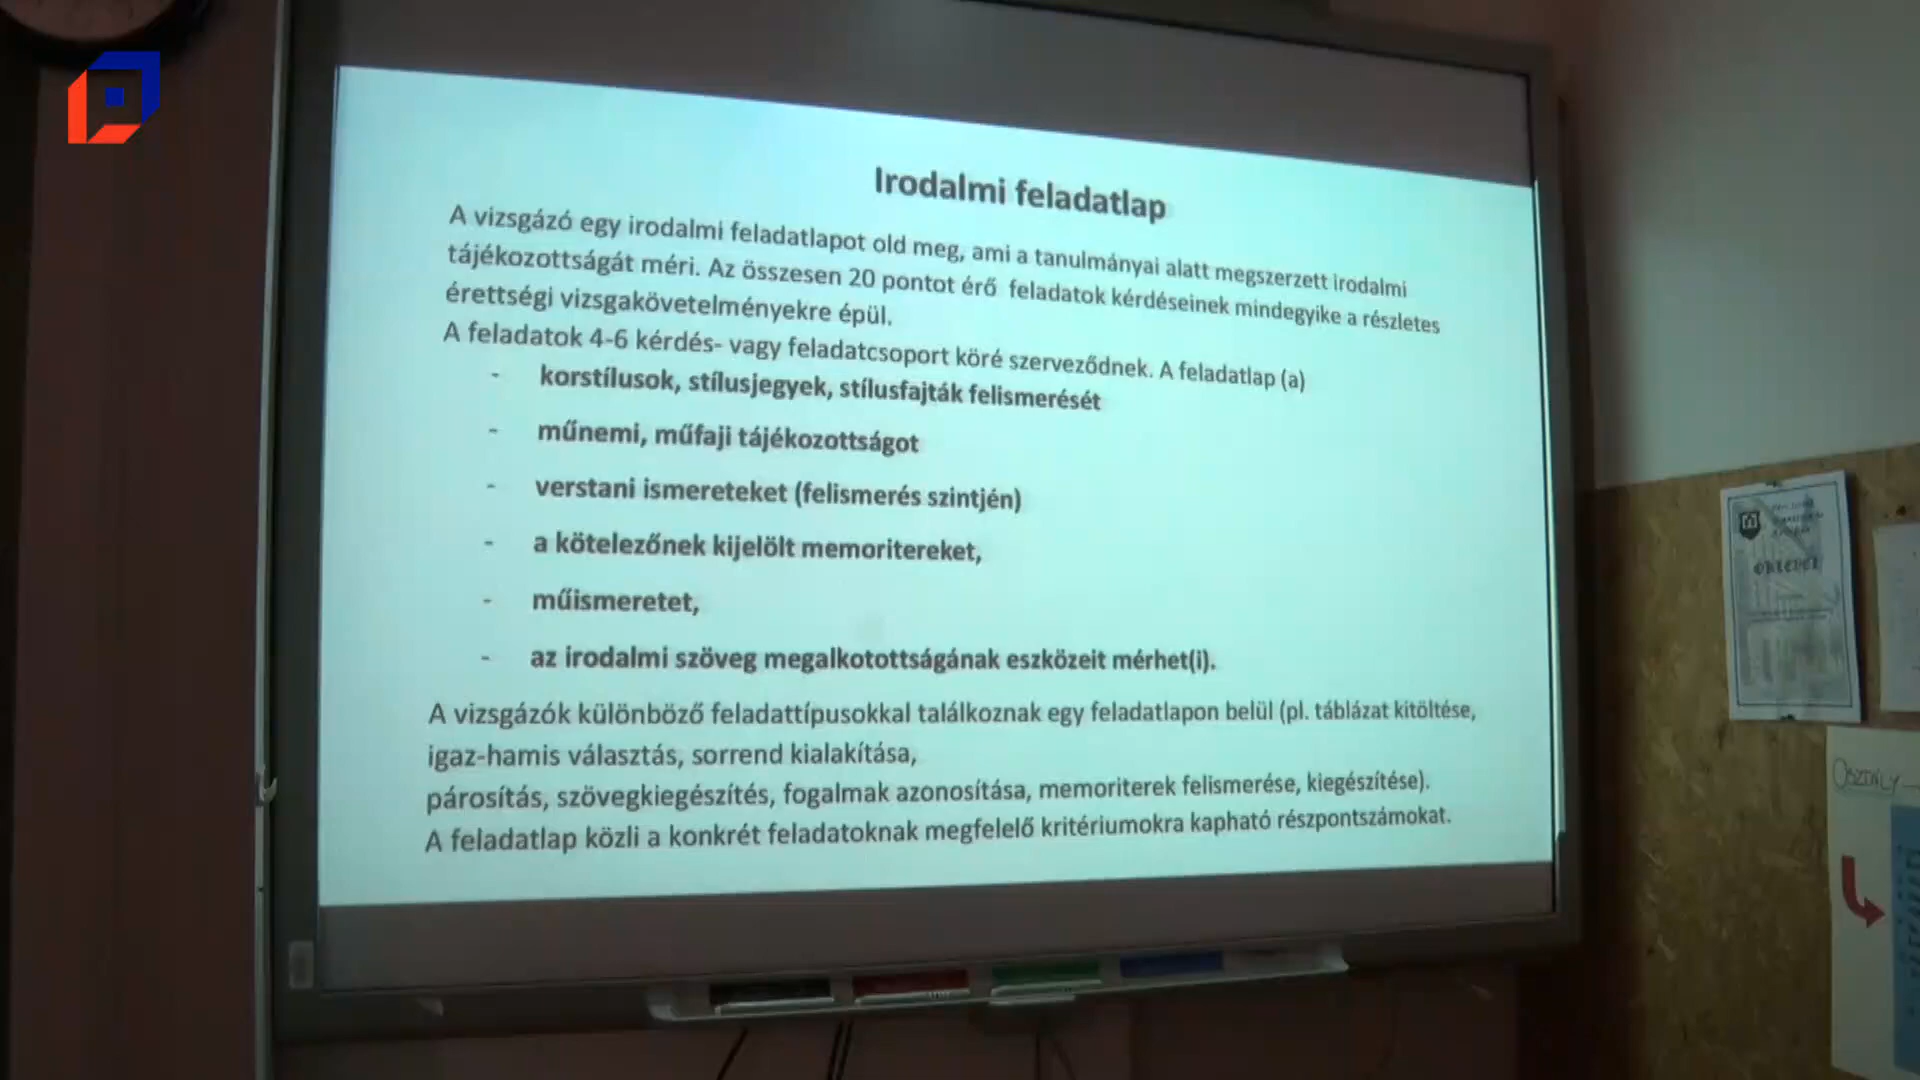 Irodalmi feladatlap
A vizsgázó egy irodalmi feladatlapot old meg, ami a tanulmányai alatt megszerzett irodalmi
tájékozottságát méri. Az összesen 20 pontot érő feladatok kérdéseinek mindegyike a részletes
érettségi vizsgakövetelményekre épül.
A feladatok 4-6 kérdés- vagy feladatcsoport köré szerveződnek. A feladatlap (a)
- korstílusok, stílusjegyek, stílusfajták felismerését
- műnemi, műfaji tájékozottságot
- verstani ismereteket (felismerés szintjén)
- a kötelezőnek kijelölt memoritereket,
- műismeretet,
- az irodalmi szöveg megalkotottságának eszközeit mérhet(i).
A vizsgázók különböző feladattípusokkal találkoznak egy feladatlapon belül (pl. táblázat kitöltése,
igaz-hamis választás, sorrend kialakítása,
párosítás, szövegkiegészítés, fogalmak azonosítása, memoriterek felismerése, kiegészítése).
A feladatlap közli a konkrét feladatoknak megfelelő kritériumokra kapható részpontszámokat.
OKLEVÉL
OSZTÁLY